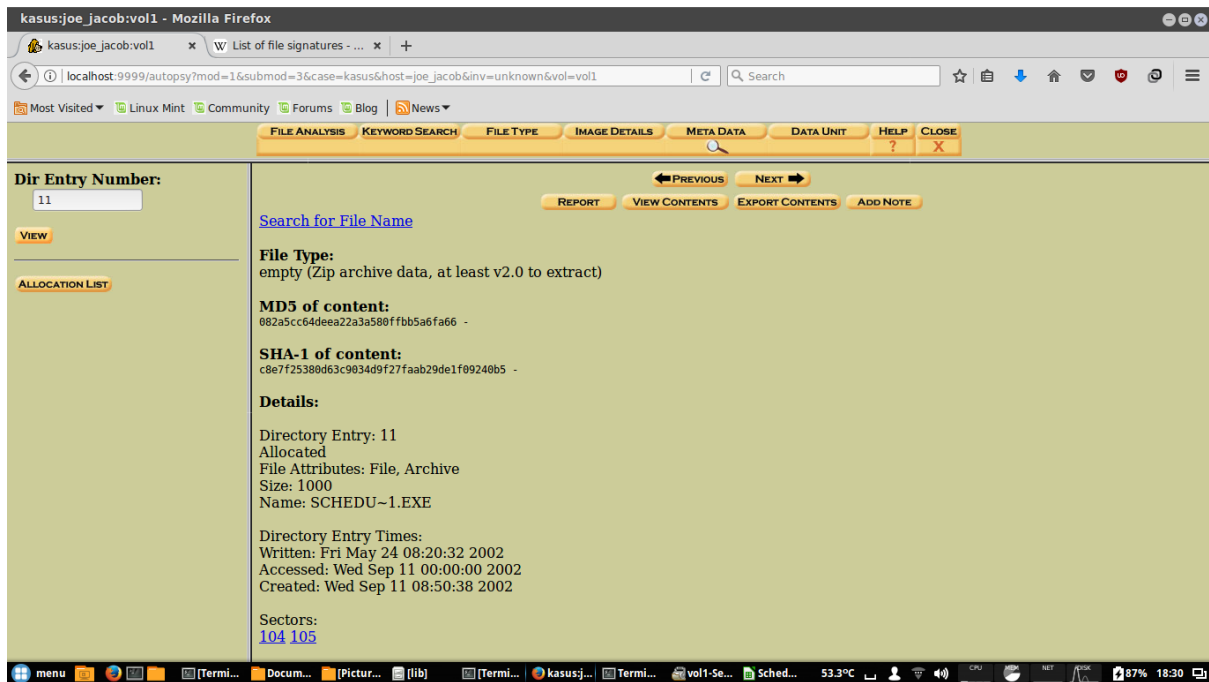 kasus:joe_jacob:vol1 - Mozilla Firefox
kasus:joe_jacob:vol1 × W List of file signatures - ... × +
localhost:9999/autopsy?mod=1&submod=3&case=kasus&host=joe_jacob&inv=unknown&vol=vol1 Search
Most Visited Linux Mint Community Forums Blog News
FILE ANALYSIS KEYWORD SEARCH FILE TYPE IMAGE DETAILS META DATA DATA UNIT HELP CLOSE
? X
Dir Entry Number:
11
VIEW
ALLOCATION LIST
PREVIOUS NEXT
REPORT VIEW CONTENTS EXPORT CONTENTS ADD NOTE
Search for File Name
File Type:
empty (Zip archive data, at least v2.0 to extract)
MD5 of content:
082a5cc64deea22a3a580ffbb5a6fa66 -
SHA-1 of content:
c8e7f25380d63c9034d9f27faab29de1f09240b5 -
Details:
Directory Entry: 11
Allocated
File Attributes: File, Archive
Size: 1000
Name: SCHEDU~1.EXE
Directory Entry Times:
Written: Fri May 24 08:20:32 2002
Accessed: Wed Sep 11 00:00:00 2002
Created: Wed Sep 11 08:50:38 2002
Sectors:
104 105
menu [Termi... Docum... [Pictur... [lib] [Termi... kasus:j... Termi... vol1-Se... Sched... 53.3°C CPU MEM NET DISK 87% 18:30